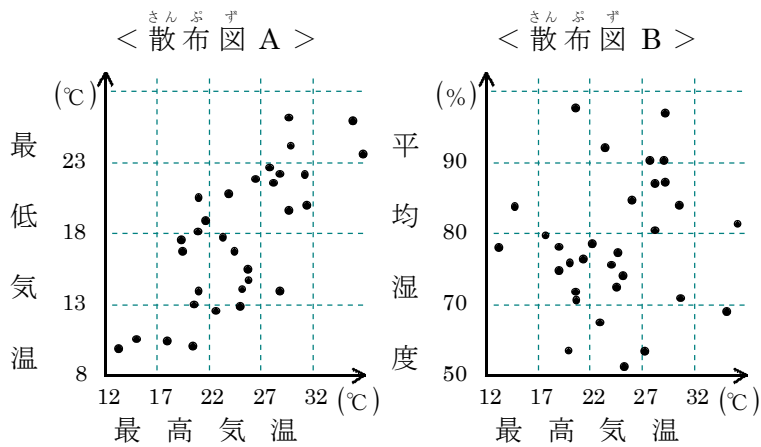 さん ぷ ず
< 散布図 A >
(℃)
最低気温
23
18
13
8
12 17 22 27 32 (℃)
最高気温
さん ぷ ず
< 散布図 B >
(%)
平均湿度
90
80
70
50
12 17 22 27 32 (℃)
最高気温